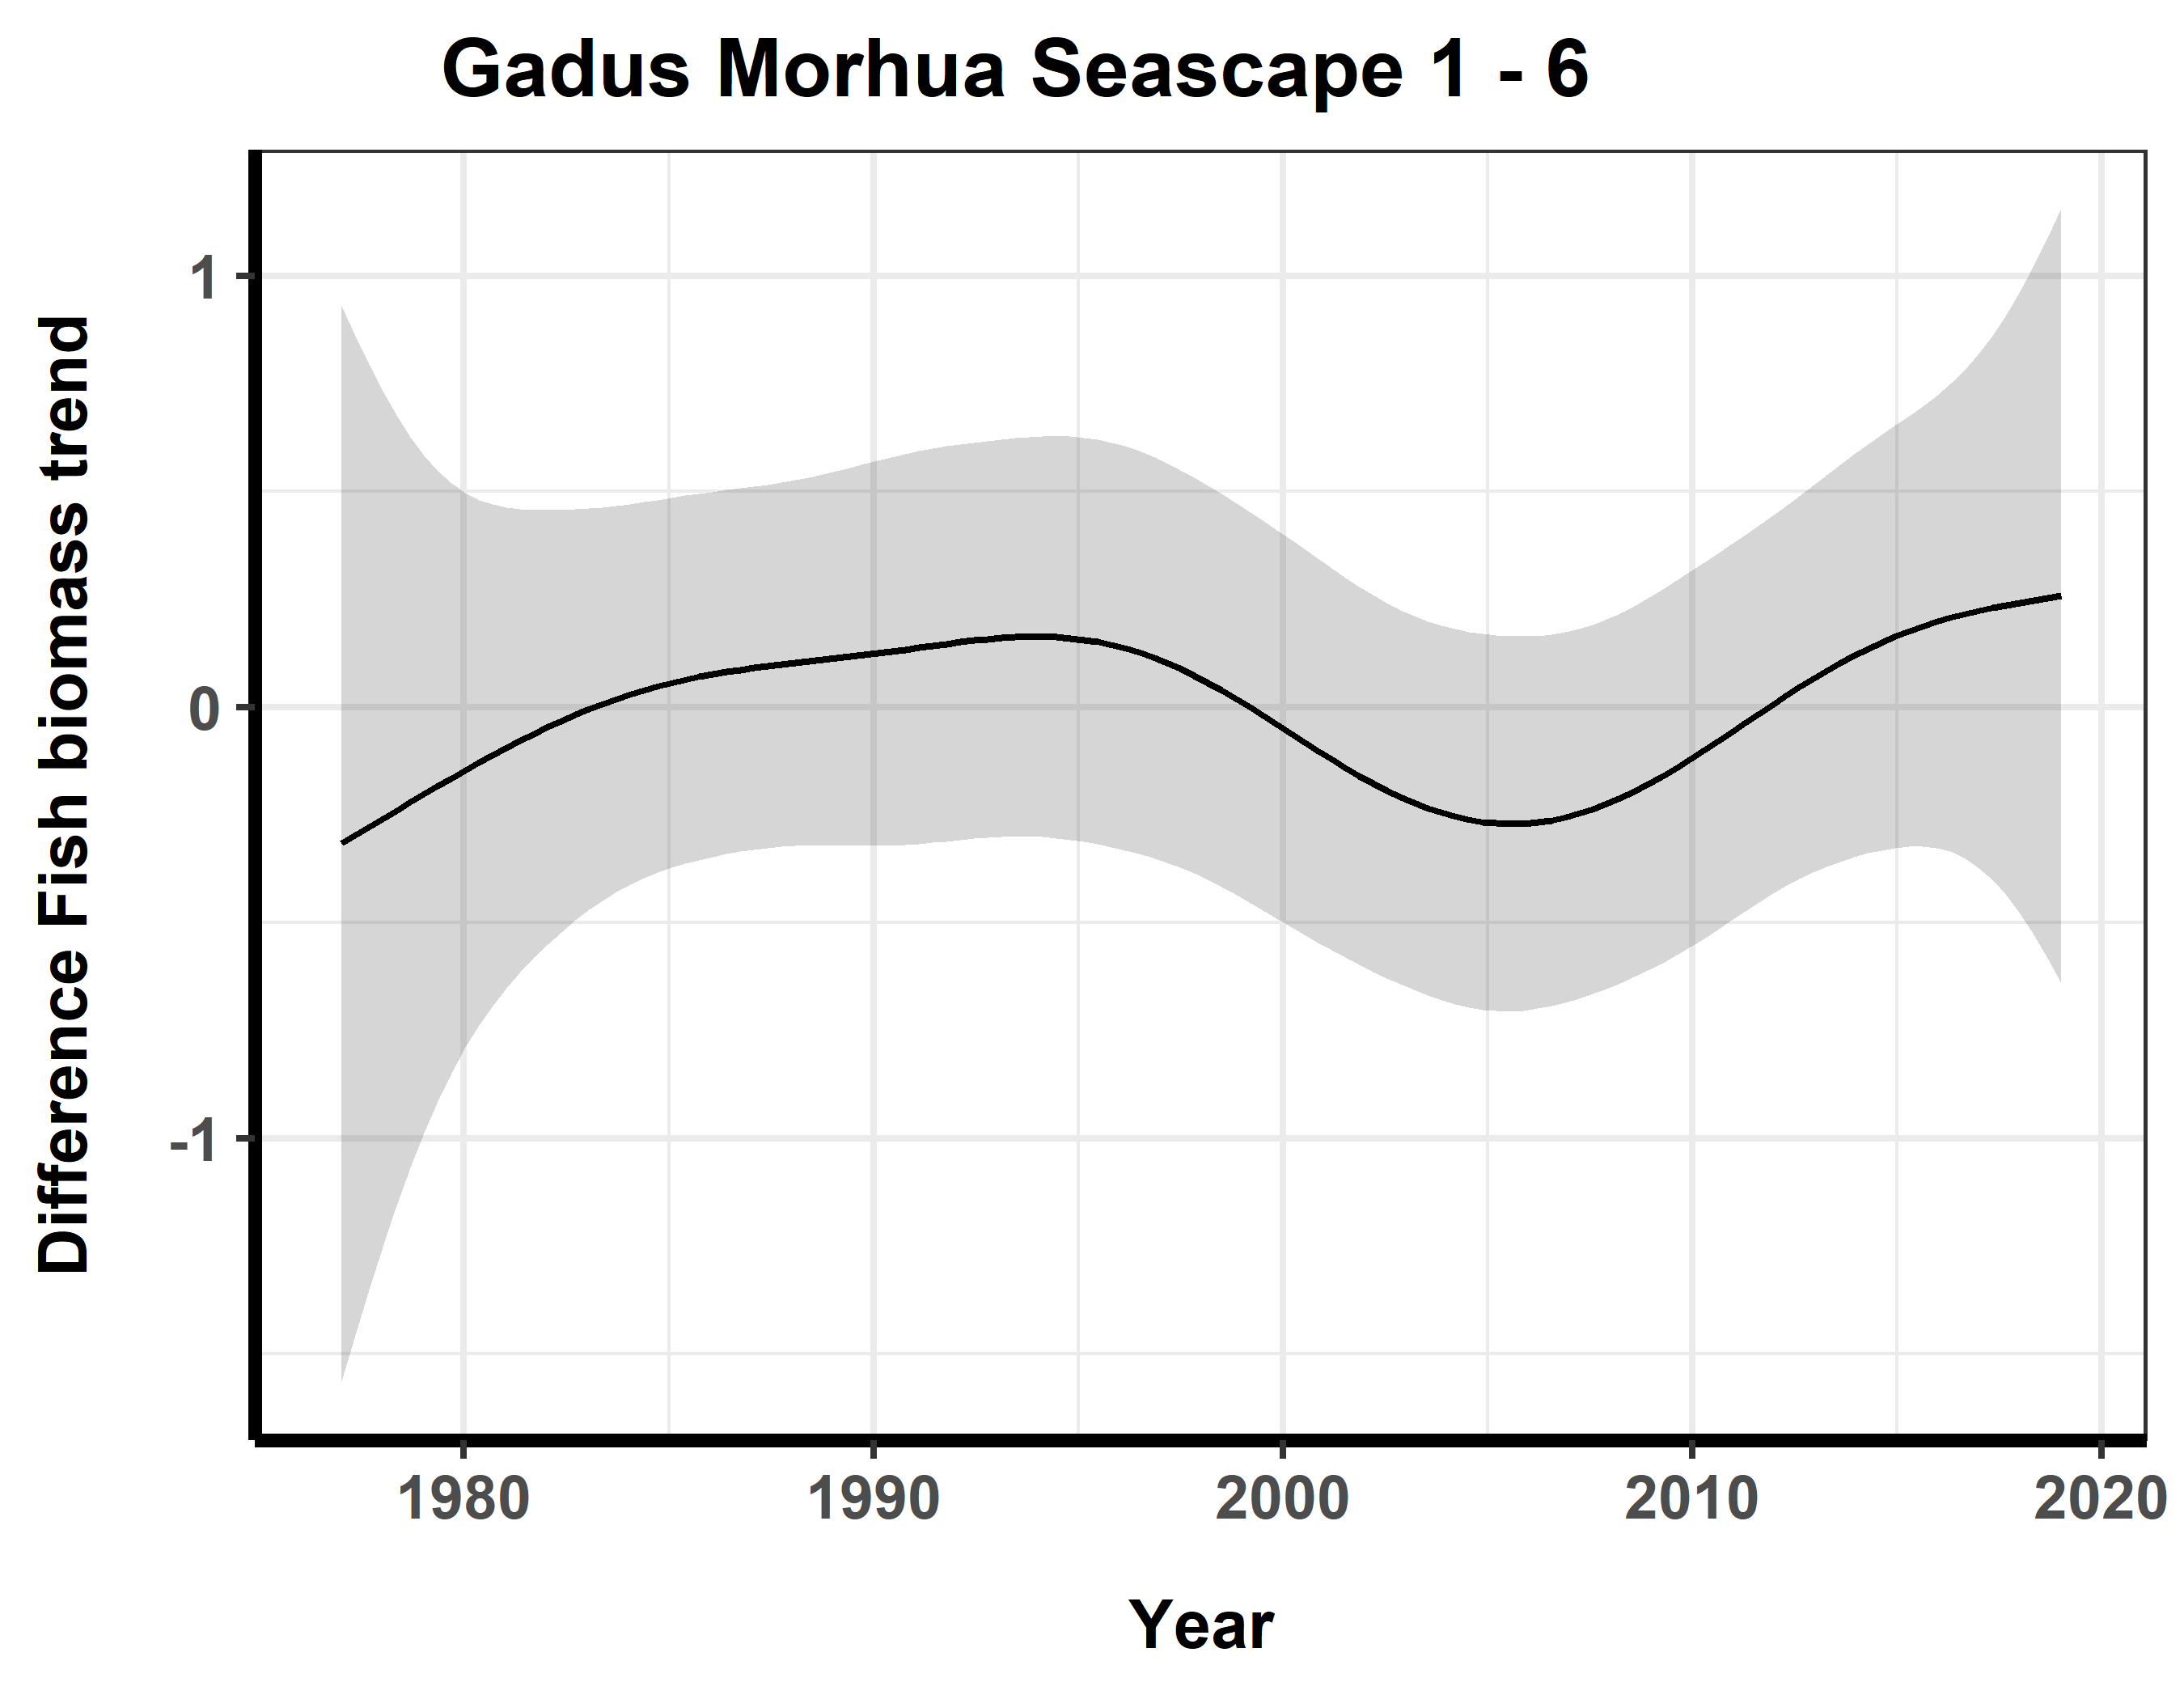 Gadus Morhua Seascape 1 - 6
Difference Fish biomass trend
1
0
-1
1980
1990
2000
2010
2020
Year